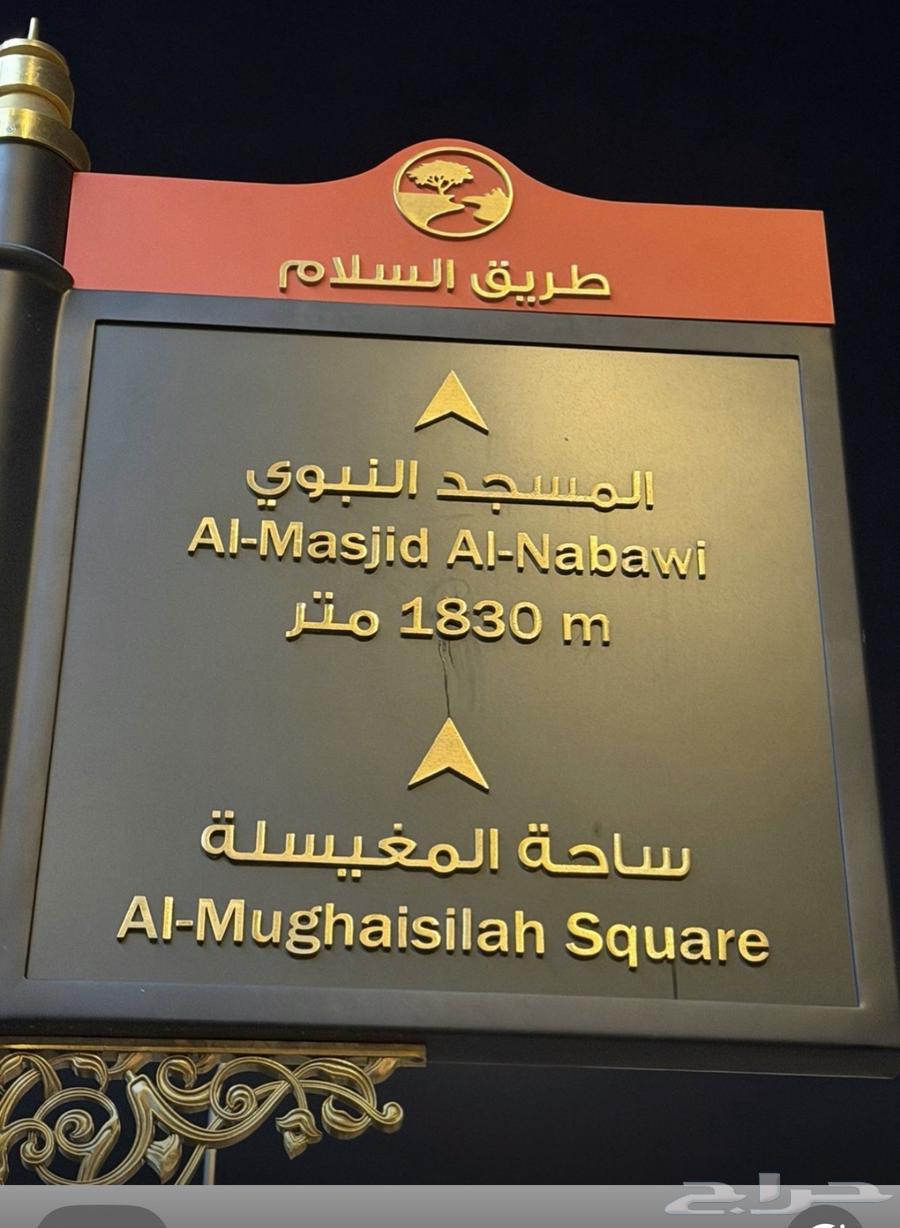 طريق السلام
المسجد النبوي
Al-Masjid Al-Nabawi
1830 m متر
ساحة المغيسلة
Al-Mughaisilah Square
حراج